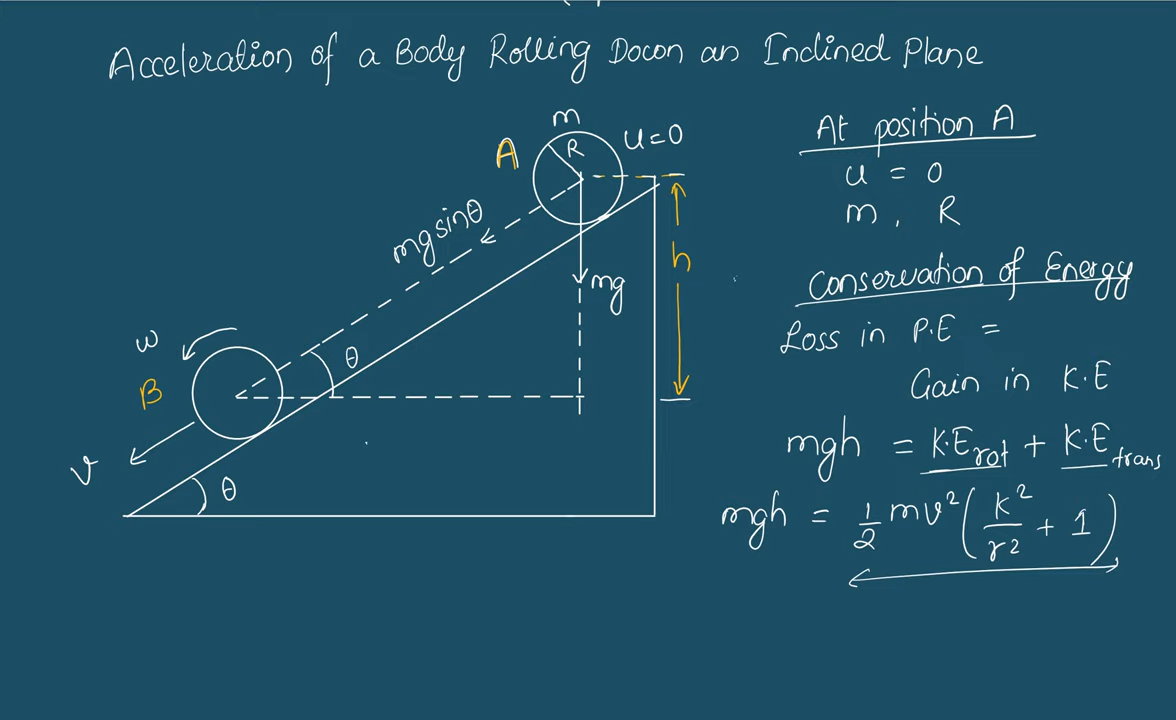 Acceleration of a Body Rolling Down an Inclined Plane
m
R
A
u=0
mg sinθ
h
mg
ω
B
θ
v
θ
At position A
u = 0
m, R
Conservation of Energy
Loss in P.E =
Gain in K.E
mgh = K.E rot + K.E trans
mgh = 1/2 mv² (k²/r² + 1)